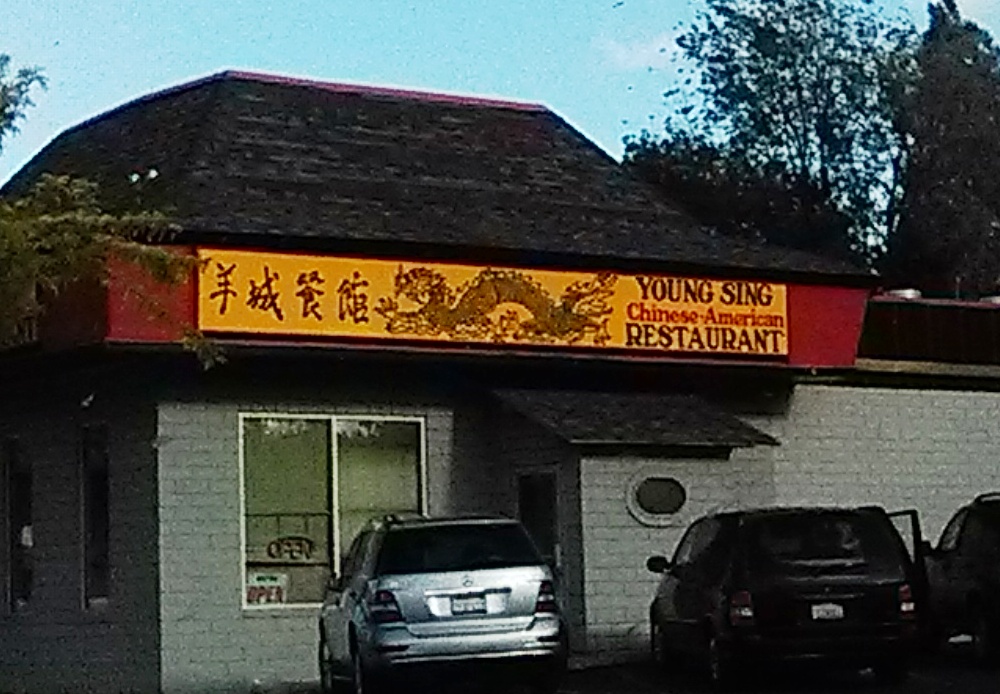 羊城餐館
YOUNG SING
Chinese-American
RESTAURANT
OPEN
OPEN